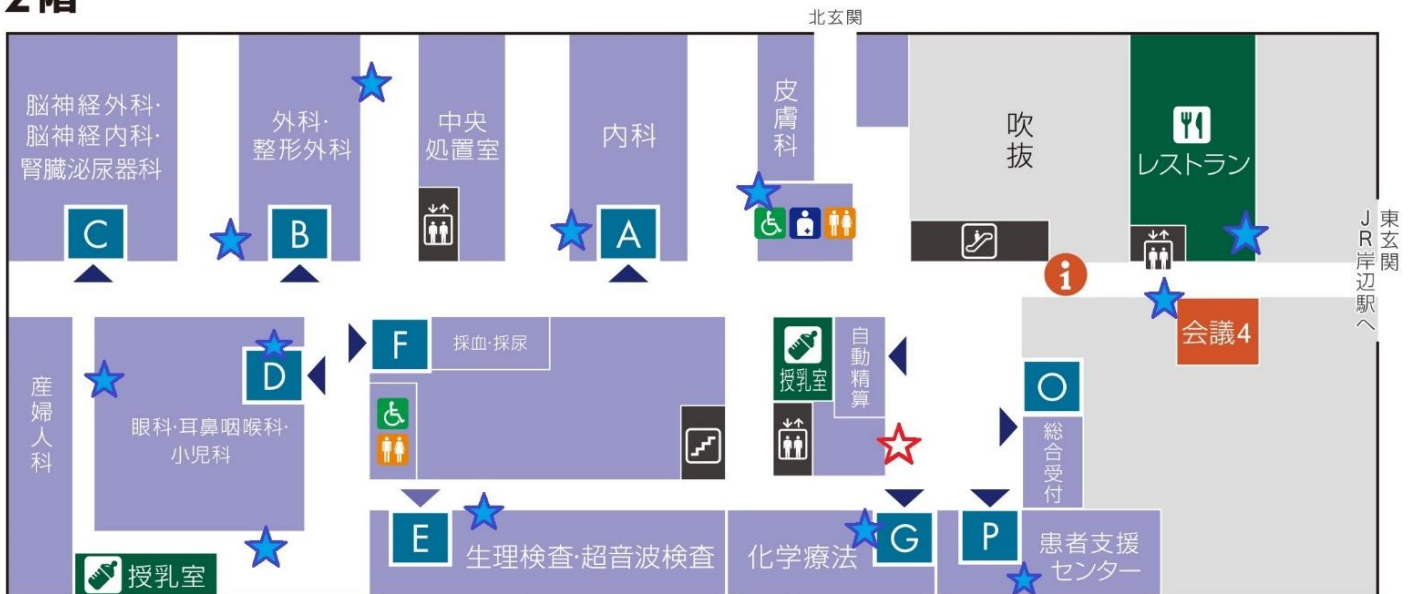 2階
北玄関
脳神経外科・
脳神経内科・
腎臓泌尿器科
C
外科・
整形外科
B
中央
処置室
内科
A
皮膚科
吹抜
レストラン
東玄関
JR岸辺駅へ
i
会議4
産婦人科
D
眼科・耳鼻咽喉科・
小児科
F
採血・採尿
授乳室
自動精算
O
総合受付
授乳室
E
生理検査・超音波検査
化学療法
G
P
患者支援
センター